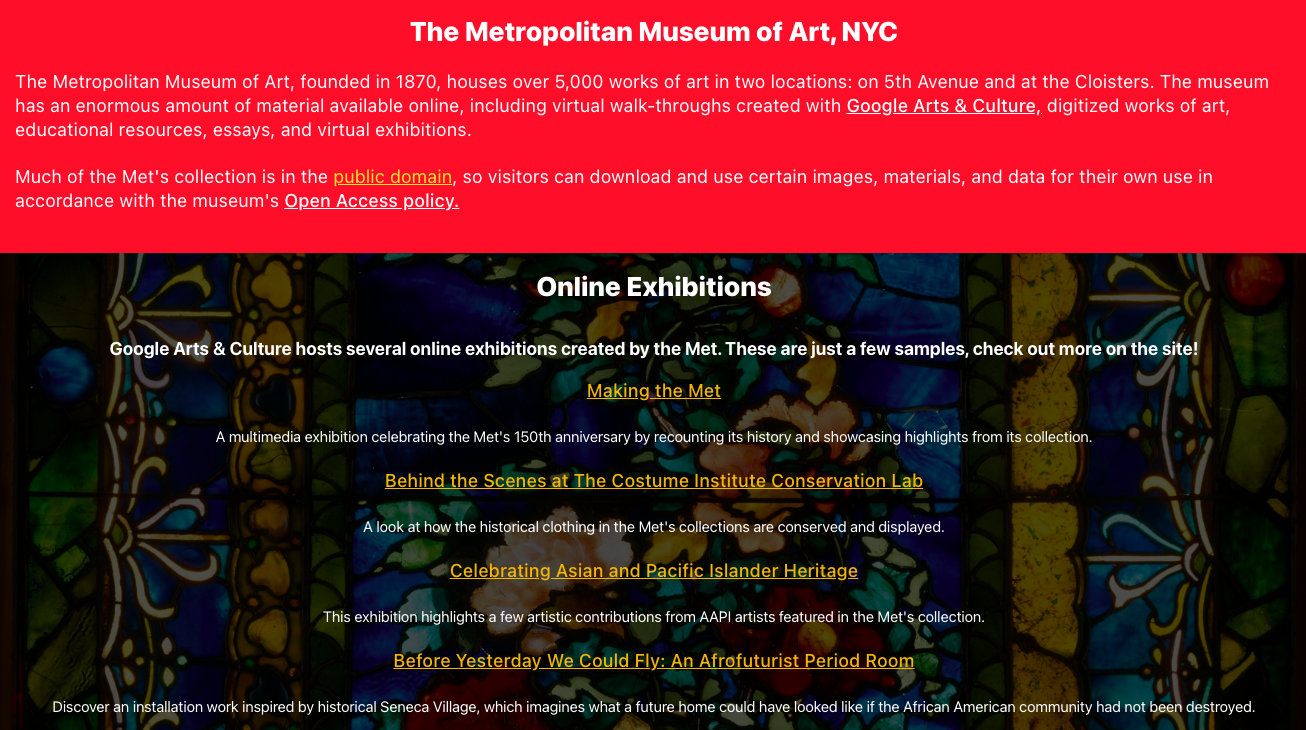 The Metropolitan Museum of Art, NYC
The Metropolitan Museum of Art, founded in 1870, houses over 5,000 works of art in two locations: on 5th Avenue and at the Cloisters. The museum
has an enormous amount of material available online, including virtual walk-throughs created with Google Arts & Culture, digitized works of art,
educational resources, essays, and virtual exhibitions.
Much of the Met's collection is in the public domain, so visitors can download and use certain images, materials, and data for their own use in
accordance with the museum's Open Access policy.
Online Exhibitions
Google Arts & Culture hosts several online exhibitions created by the Met. These are just a few samples, check out more on the site!
Making the Met
A multimedia exhibition celebrating the Met's 150th anniversary by recounting its history and showcasing highlights from its collection.
Behind the Scenes at The Costume Institute Conservation Lab
A look at how the historical clothing in the Met's collections are conserved and displayed.
Celebrating Asian and Pacific Islander Heritage
This exhibition highlights a few artistic contributions from AAPI artists featured in the Met's collection.
Before Yesterday We Could Fly: An Afrofuturist Period Room
Discover an installation work inspired by historical Seneca Village, which imagines what a future home could have looked like if the African American community had not been destroyed.